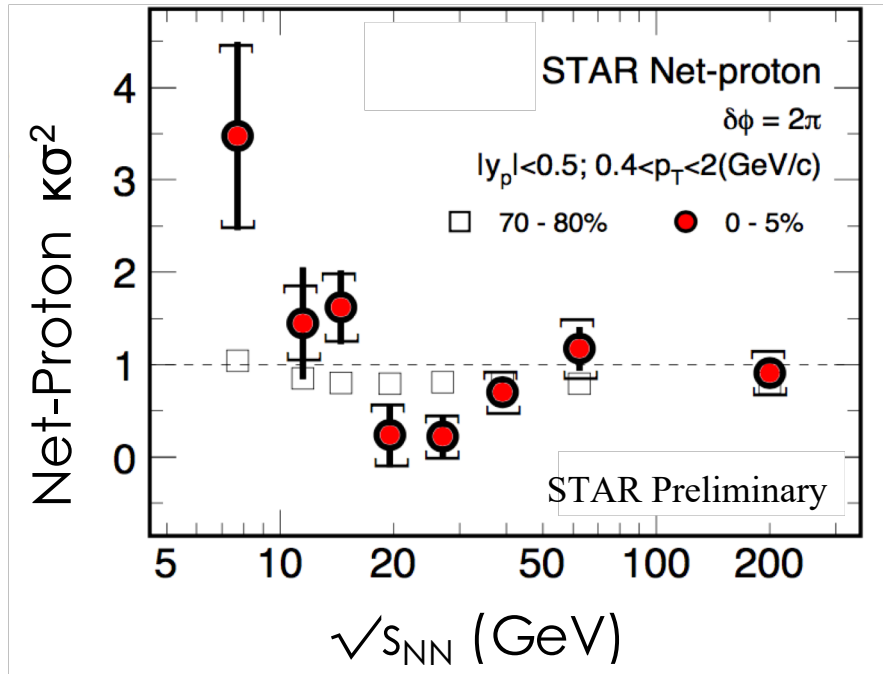 Net-Proton κσ²
4
3
2
1
0
STAR Net-proton
δϕ = 2π
|y_p|<0.5; 0.4<p_T<2(GeV/c)
70 - 80%
0 - 5%
STAR Preliminary
5 10 20 50 100 200
√s_NN (GeV)